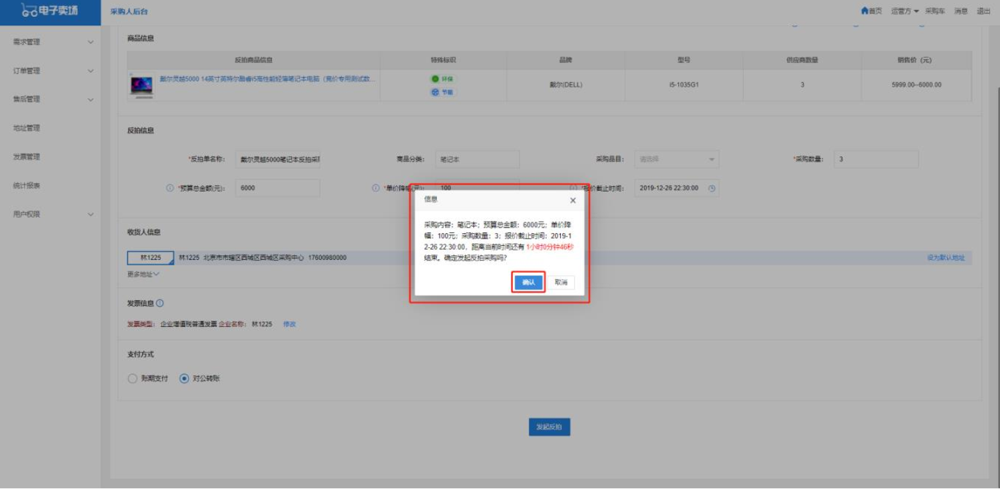 电子卖场
采购人后台
首页 运营方 采购车 消息 退出
需求管理
订单管理
售后管理
地址管理
发票管理
统计报表
用户权限
商品信息
反拍商品信息 特殊标识 品牌 型号 供应商数量 销售价（元）
戴尔灵越5000 14英寸英特尔酷睿i5高性能轻薄笔记本电脑（竞价专用测试数...
环保
节能
戴尔(DELL) i5-1035G1 3 5999.00--6000.00
反拍信息
*反拍单名称： 戴尔灵越5000笔记本反拍采 商品分类： 笔记本 采购品目： 请选择 *采购数量： 3
*预算总金额(元)： 6000 *单价降幅(元)： 100 报价截止时间： 2019-12-26 22:30:00
信息
采购内容：笔记本；预算总金额：6000元；单价降
幅：100元；采购数量：3；报价截止时间：2019-1
2-26 22:30:00，距离当前时间还有 1小时0分钟46秒
结束。确定发起反拍采购吗？
确认 取消
收货人信息
林1225 林1225 北京市市辖区西城区西城区采购中心 17600980000 设为默认地址
更多地址
发票信息
发票类型： 企业增值税普通发票 企业名称： 林1225 修改
支付方式
账期支付 对公转账
发起反拍